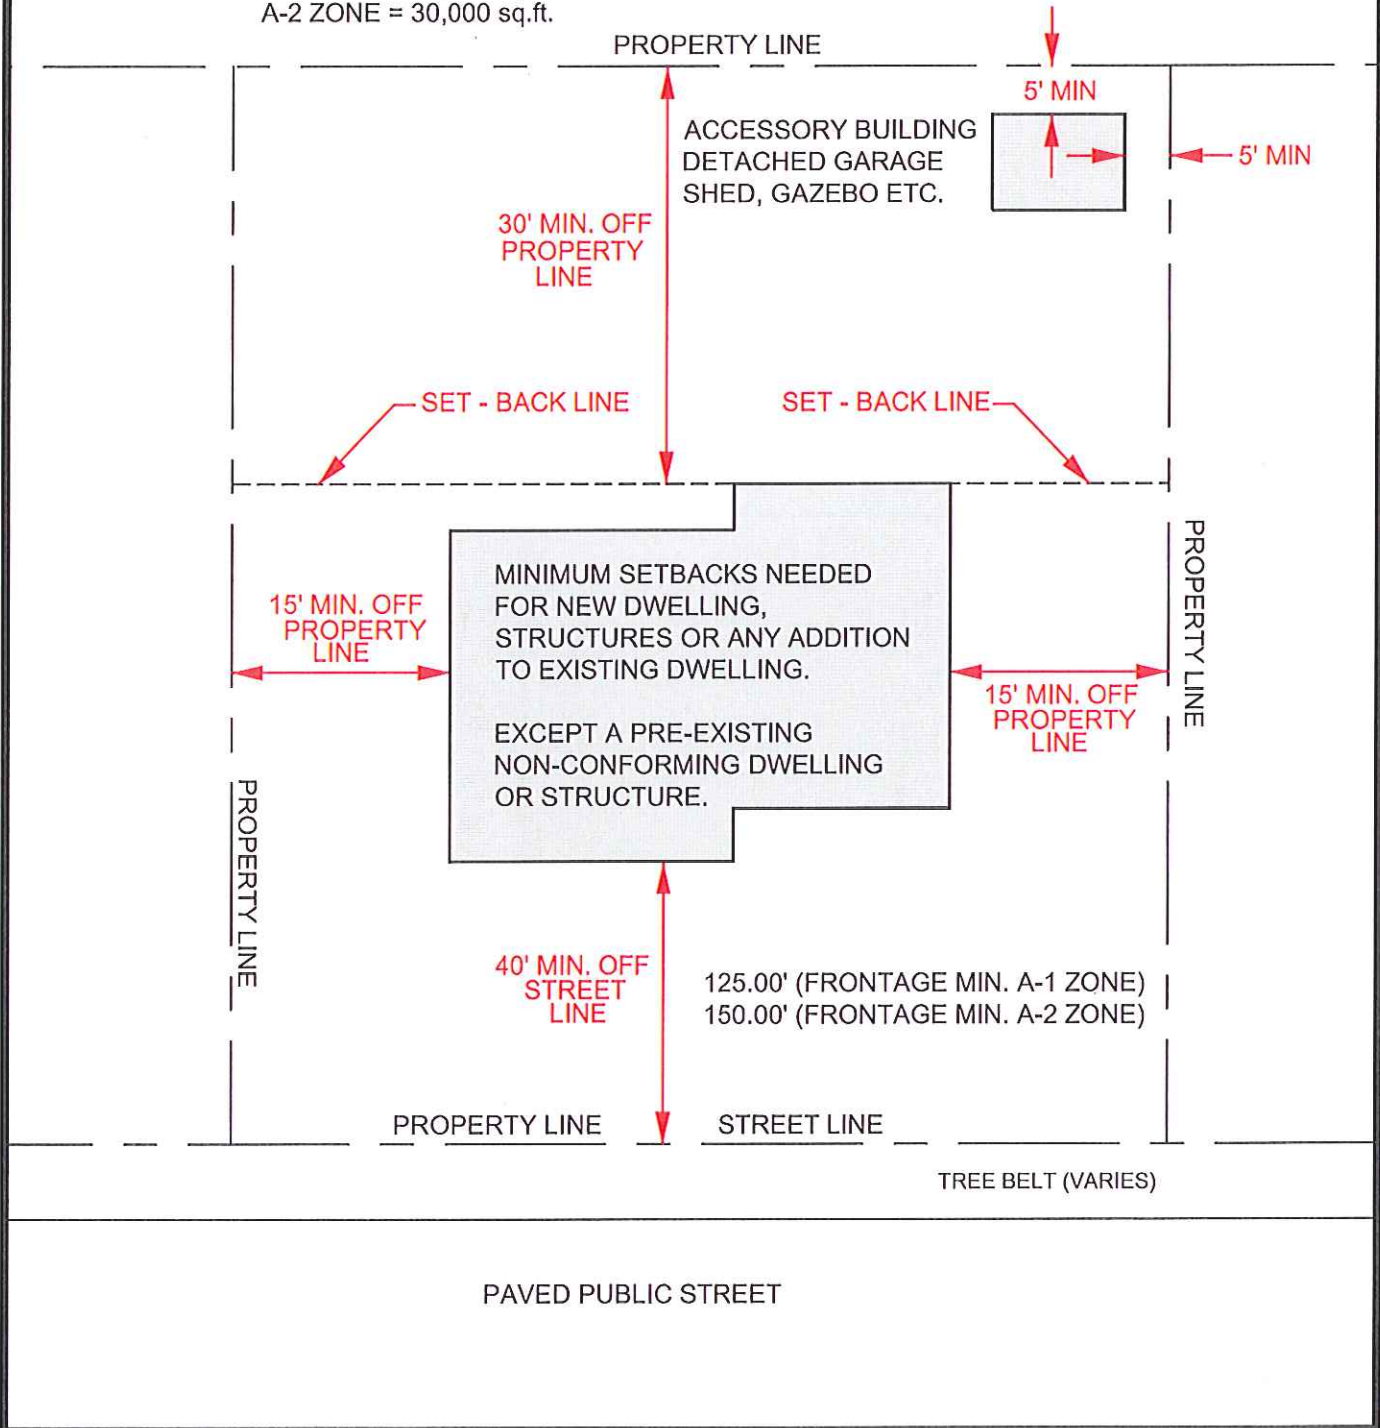 A-2 ZONE = 30,000 sq.ft.
PROPERTY LINE
5' MIN
ACCESSORY BUILDING
DETACHED GARAGE
SHED, GAZEBO ETC.
5' MIN
30' MIN. OFF
PROPERTY
LINE
SET - BACK LINE
SET - BACK LINE
MINIMUM SETBACKS NEEDED
FOR NEW DWELLING,
STRUCTURES OR ANY ADDITION
TO EXISTING DWELLING.
EXCEPT A PRE-EXISTING
NON-CONFORMING DWELLING
OR STRUCTURE.
15' MIN. OFF
PROPERTY
LINE
PROPERTY LINE
15' MIN. OFF
PROPERTY
LINE
PROPERTY LINE
40' MIN. OFF
STREET
LINE
125.00' (FRONTAGE MIN. A-1 ZONE)
150.00' (FRONTAGE MIN. A-2 ZONE)
PROPERTY LINE
STREET LINE
TREE BELT (VARIES)
PAVED PUBLIC STREET